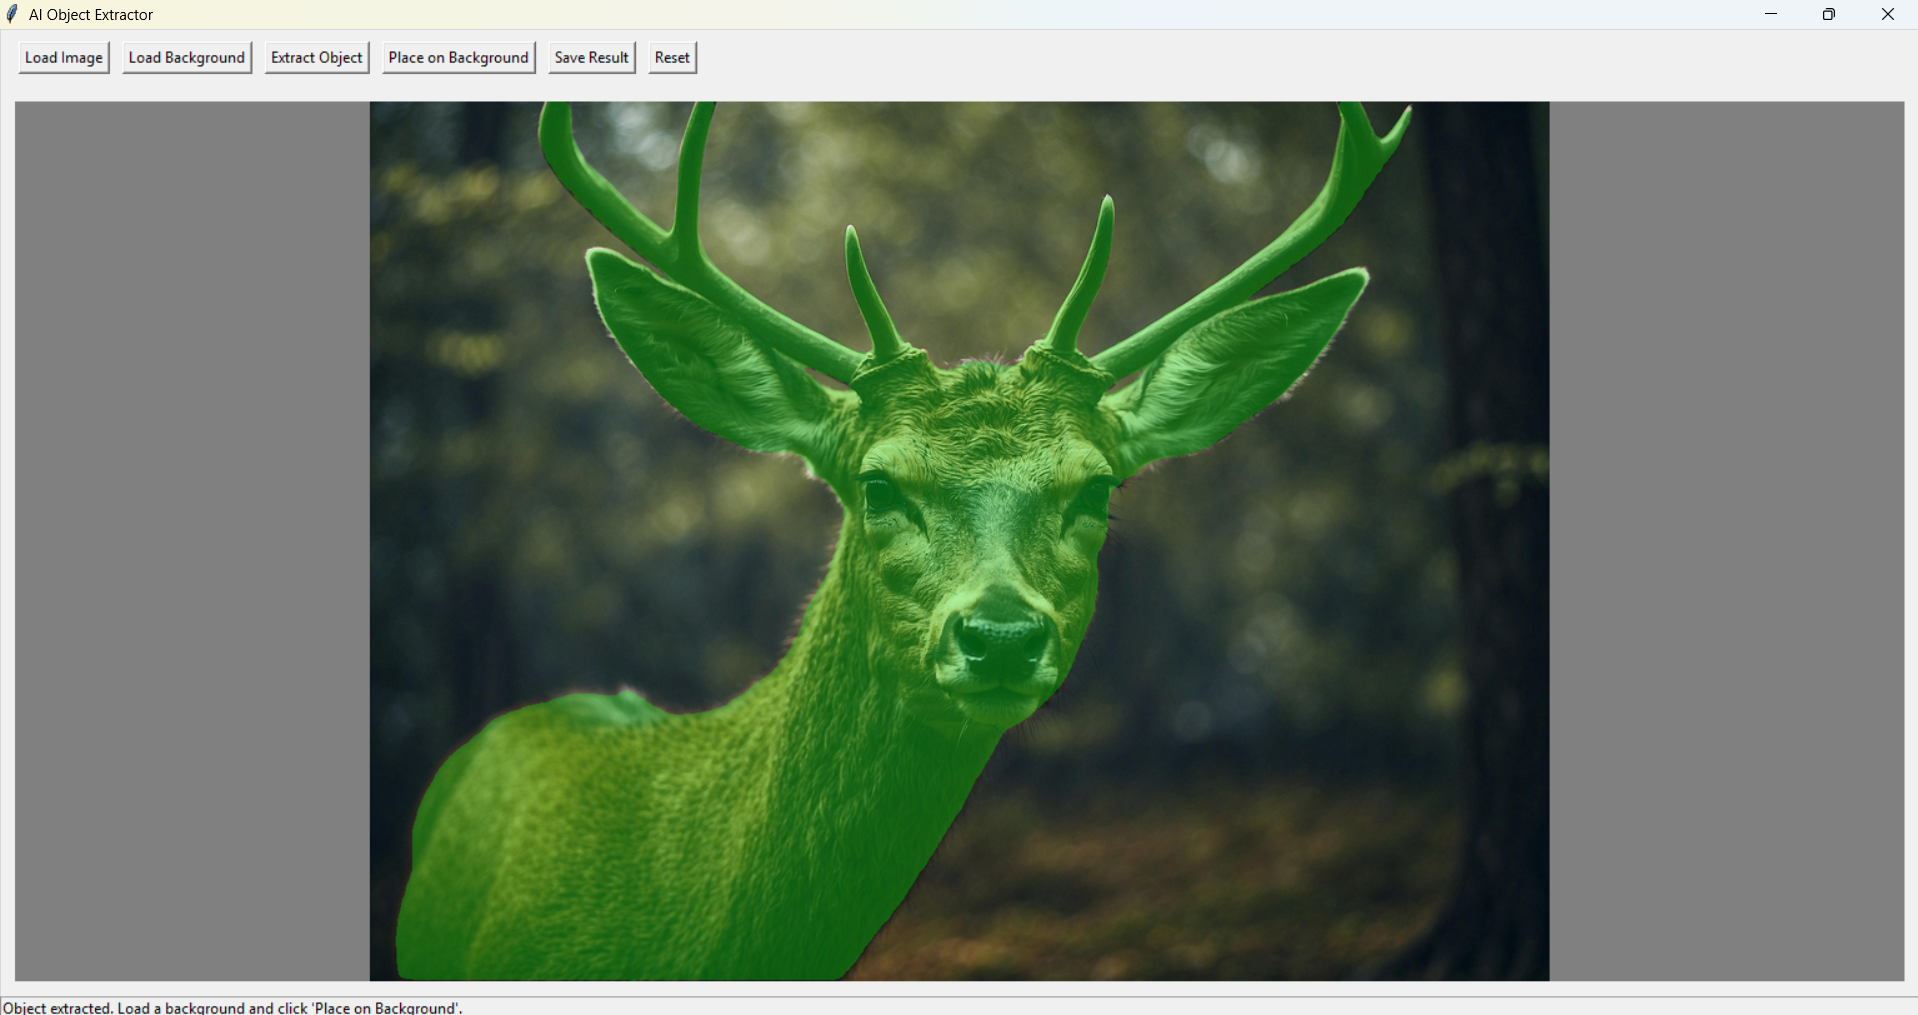 AI Object Extractor
Load Image Load Background Extract Object Place on Background Save Result Reset
Object extracted. Load a background and click 'Place on Background'.